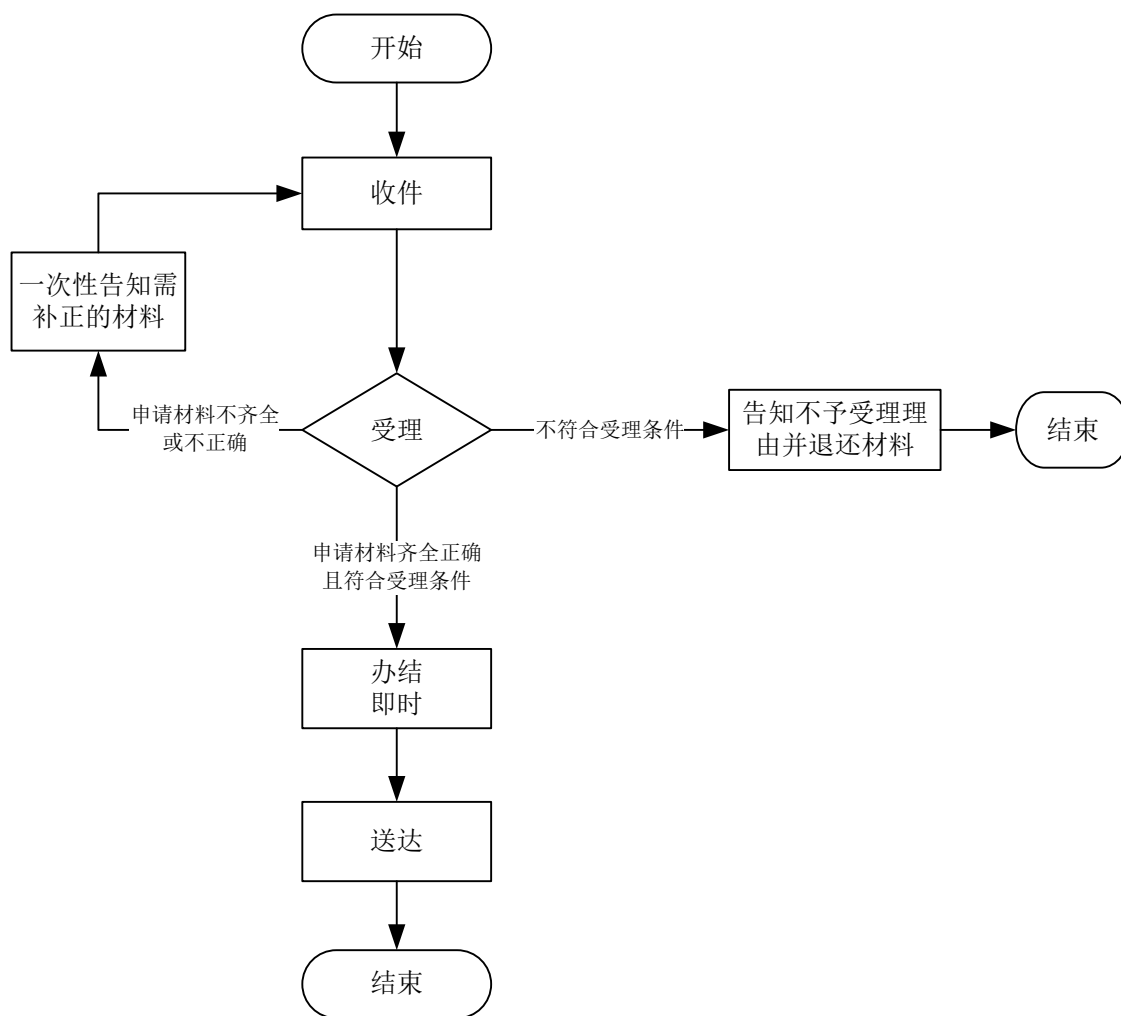 开始
收件
一次性告知需
补正的材料
申请材料不齐全
或不正确
受理
不符合受理条件
告知不予受理理
由并退还材料
结束
申请材料齐全正确
且符合受理条件
办结
即时
送达
结束